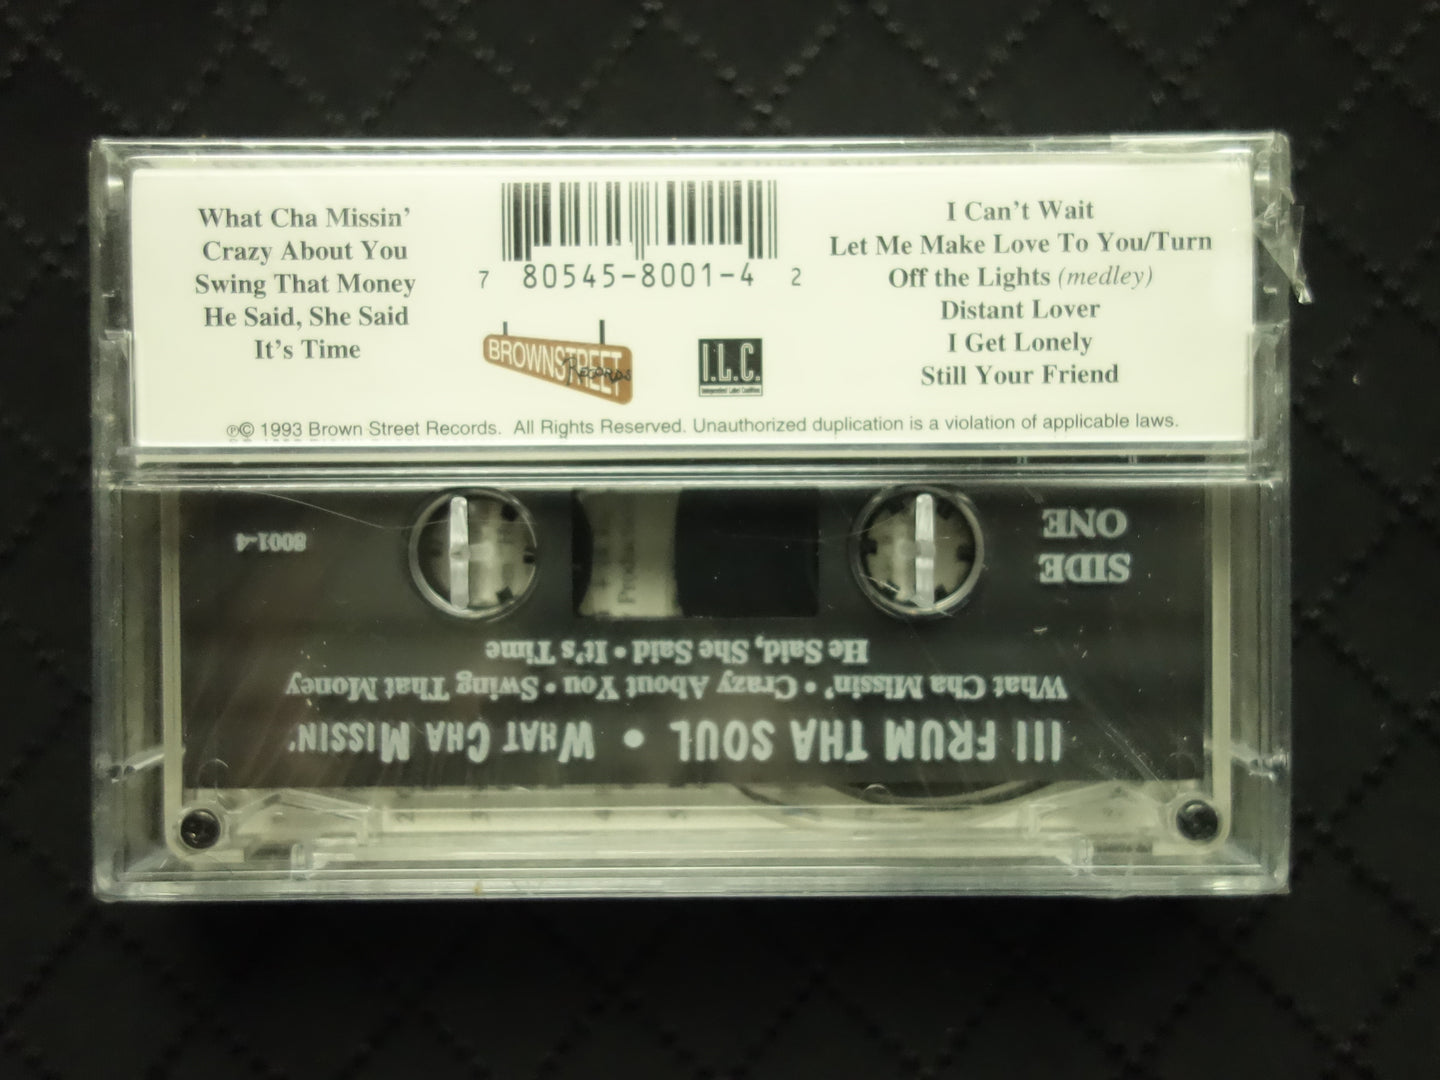 What Cha Missin'
Crazy About You
Swing That Money
He Said, She Said
It's Time
7 80545-8001-4 2
BROWNSTREET
RECORDS
I.L.C.
Independent Label Coalition
I Can't Wait
Let Me Make Love To You/Turn
Off the Lights (medley)
Distant Lover
I Get Lonely
Still Your Friend
℗© 1993 Brown Street Records. All Rights Reserved. Unauthorized duplication is a violation of applicable laws.
III FRUM THA SOUL • WHAT CHA MISSIN'
What Cha Missin' • Crazy About You • Swing That Money
He Said, She Said • It's Time
SIDE
ONE
8001-4